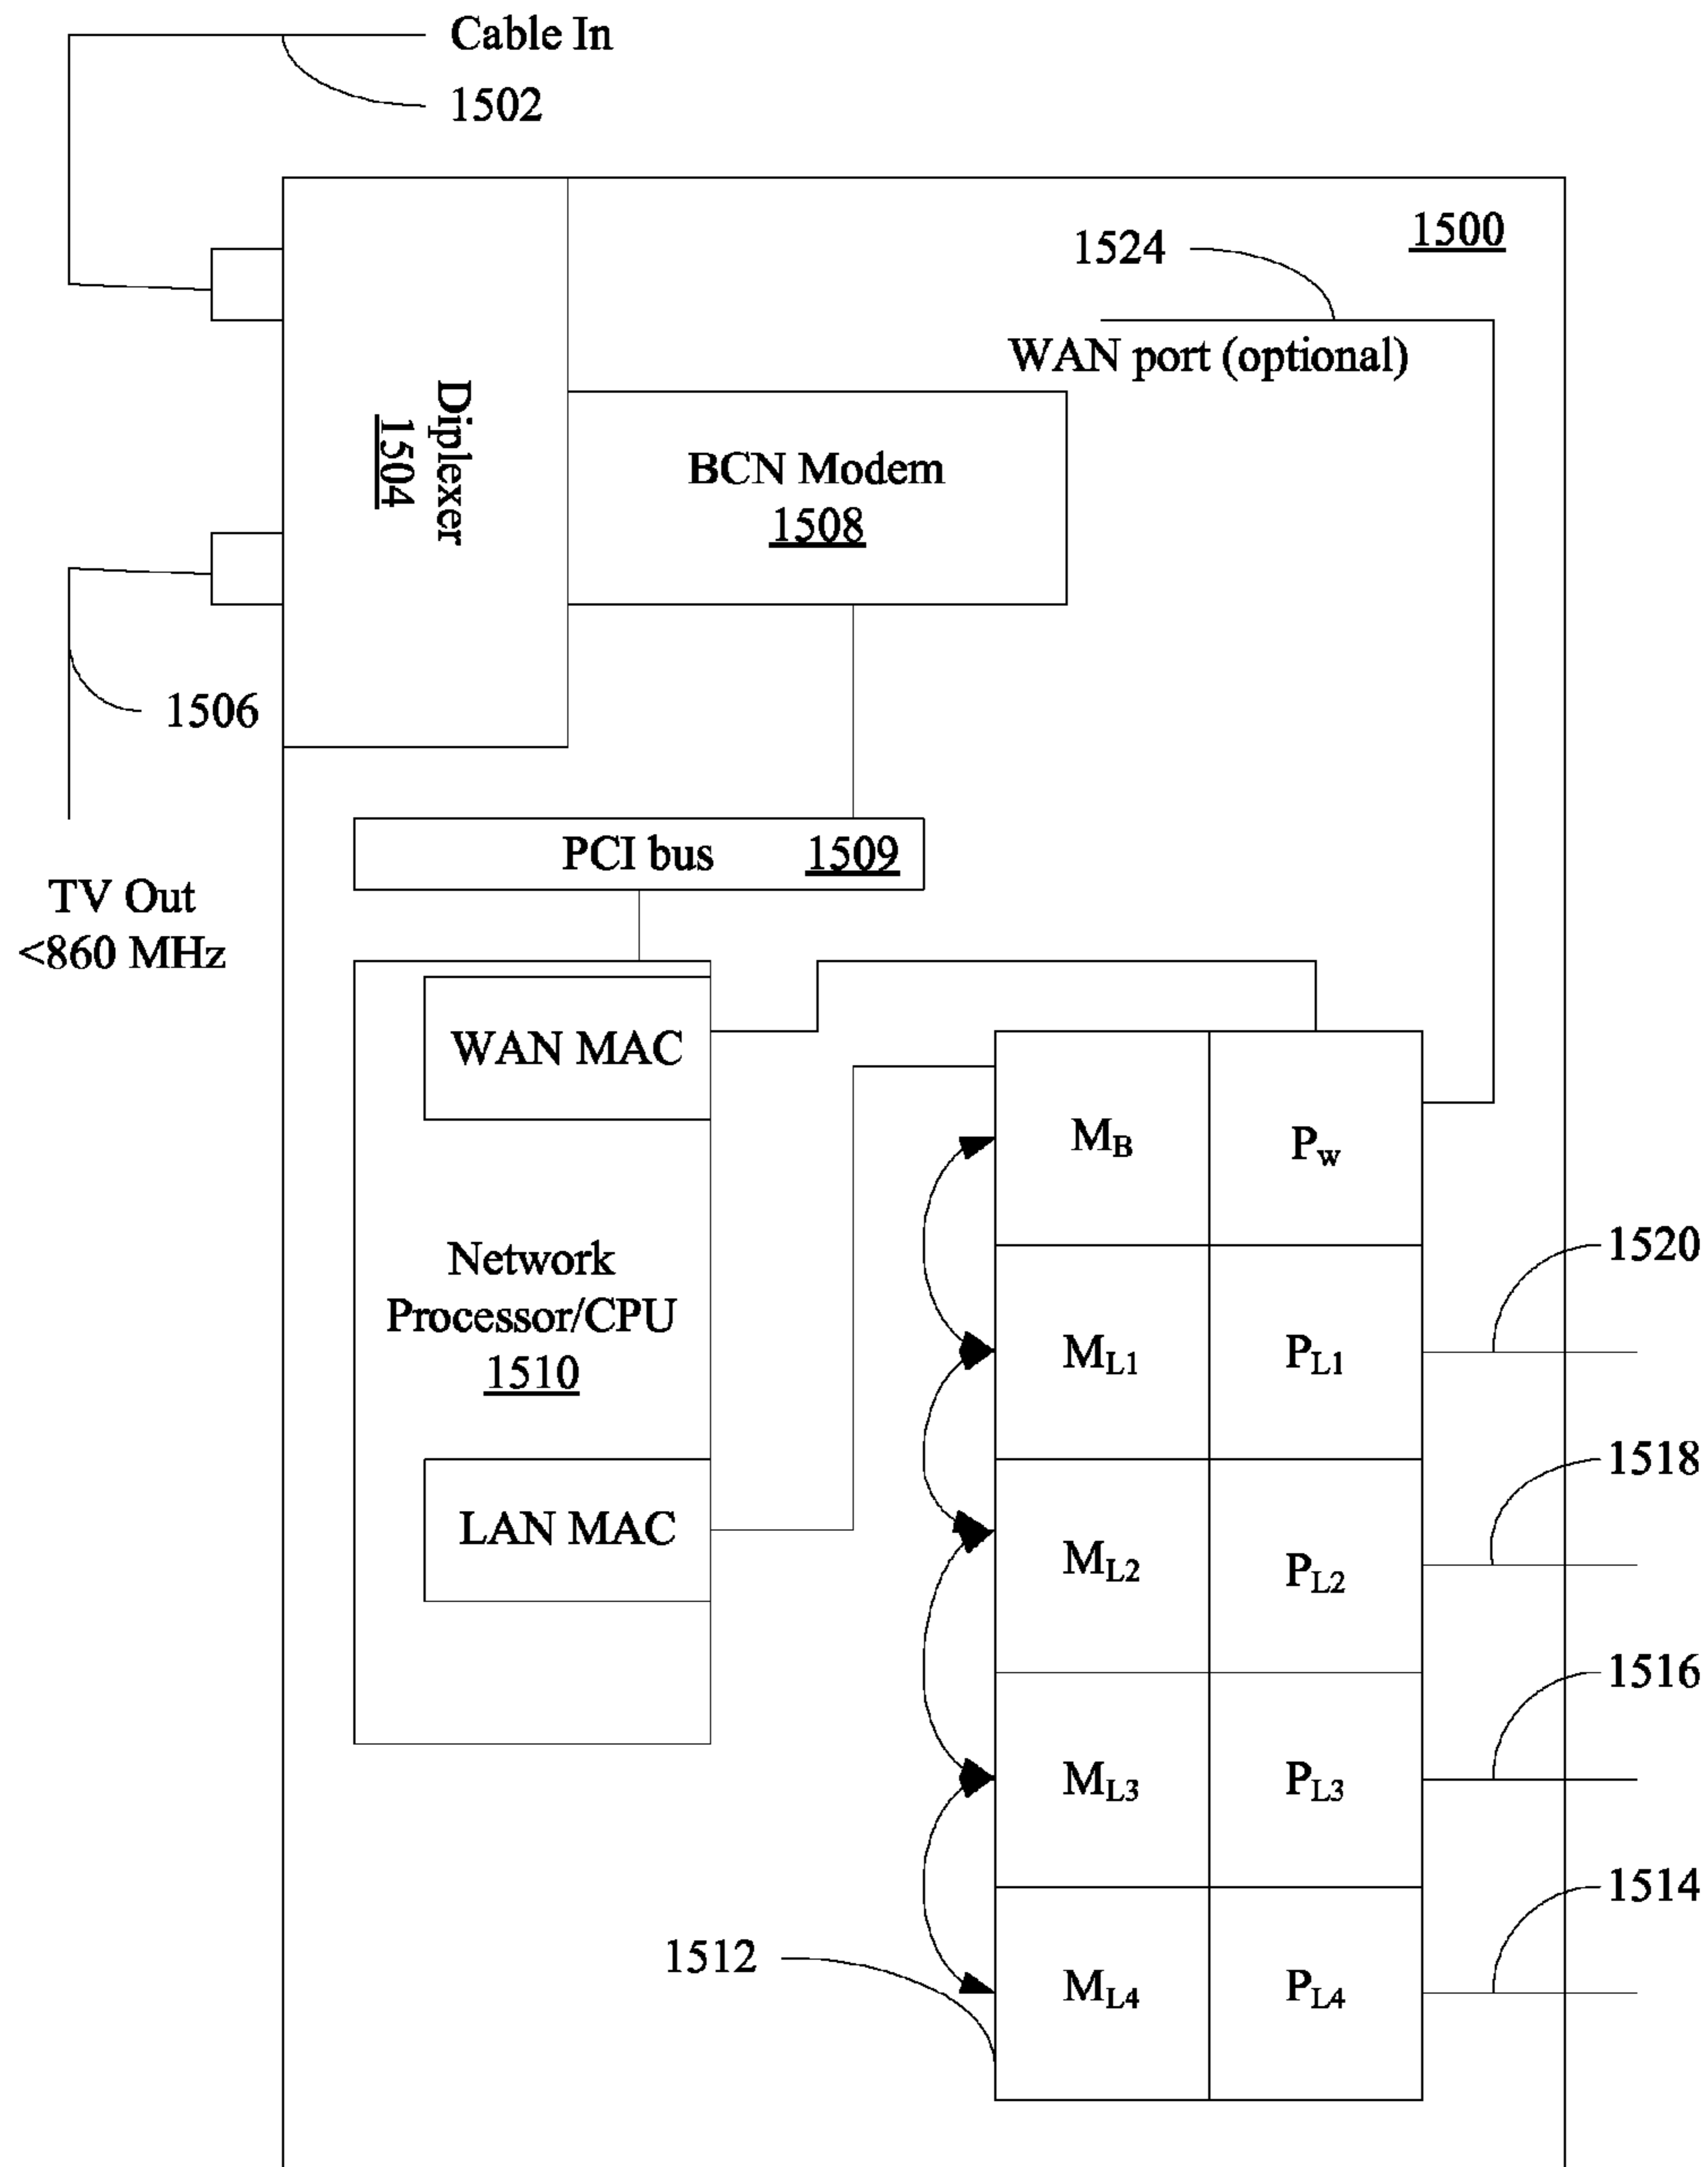 Cable In
1502
1500
1524
WAN port (optional)
Diplexer
1504
BCN Modem
1508
1506
PCI bus 1509
TV Out
<860 MHz
WAN MAC
Network
Processor/CPU
1510
LAN MAC
MB
Pw
1520
ML1
PL1
1518
ML2
PL2
1516
ML3
PL3
1514
1512
ML4
PL4